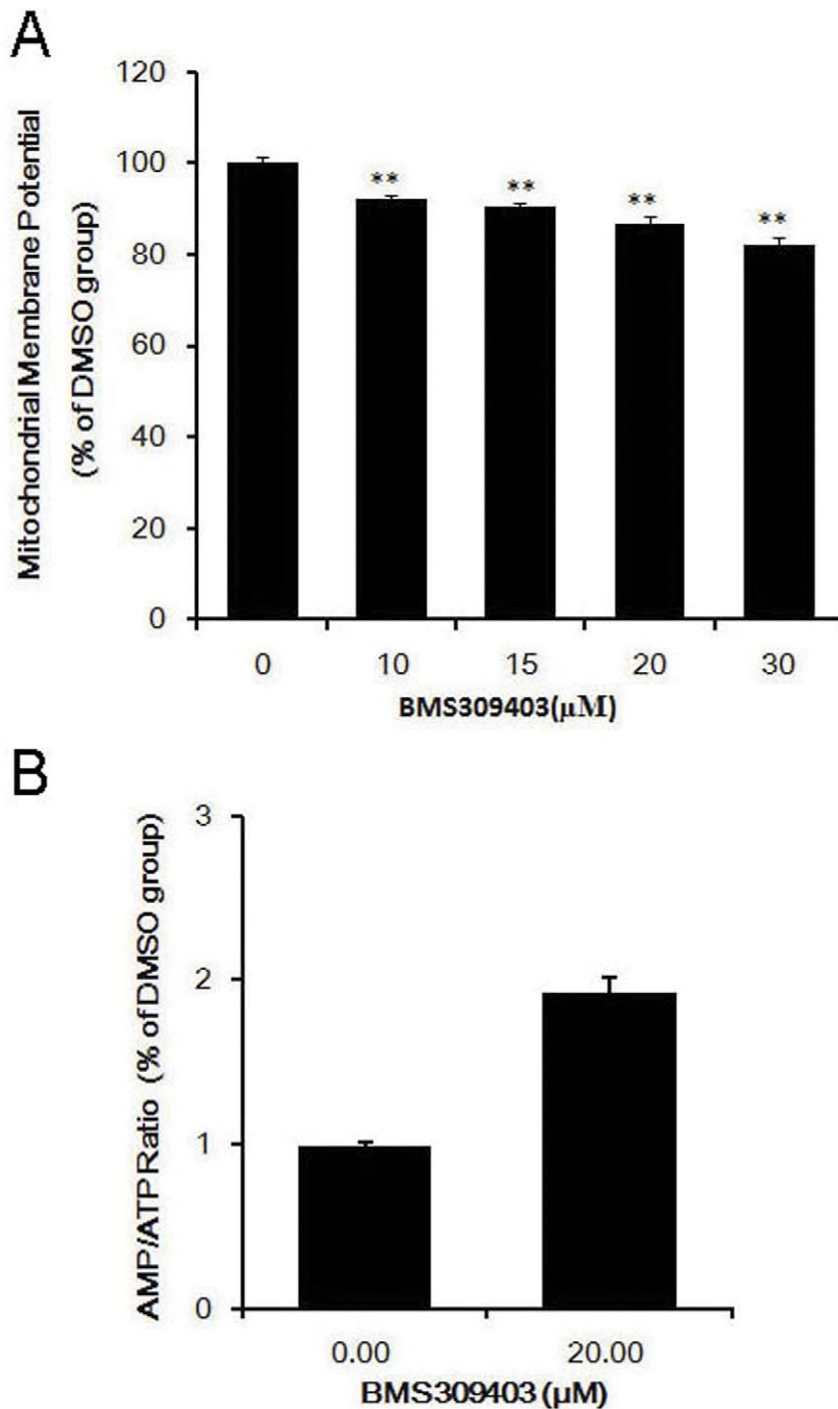 A
Mitochondrial Membrane Potential
(% of DMSO group)
120
100
80
60
40
20
0
**
**
**
**
0 10 15 20 30
BMS309403(μM)
B
AMP/ATP Ratio (% of DMSO group)
3
2
1
0
0.00 20.00
BMS309403 (μM)